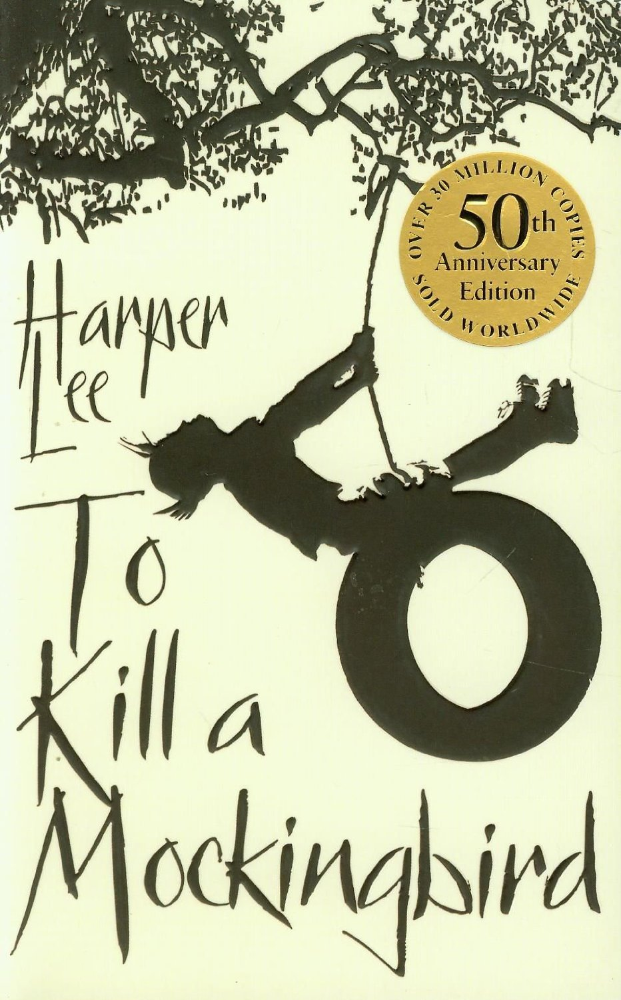 OVER 30 MILLION COPIES
50th
Anniversary
Edition
SOLD WORLDWIDE
Harper
Lee
To
Kill a
Mockingbird